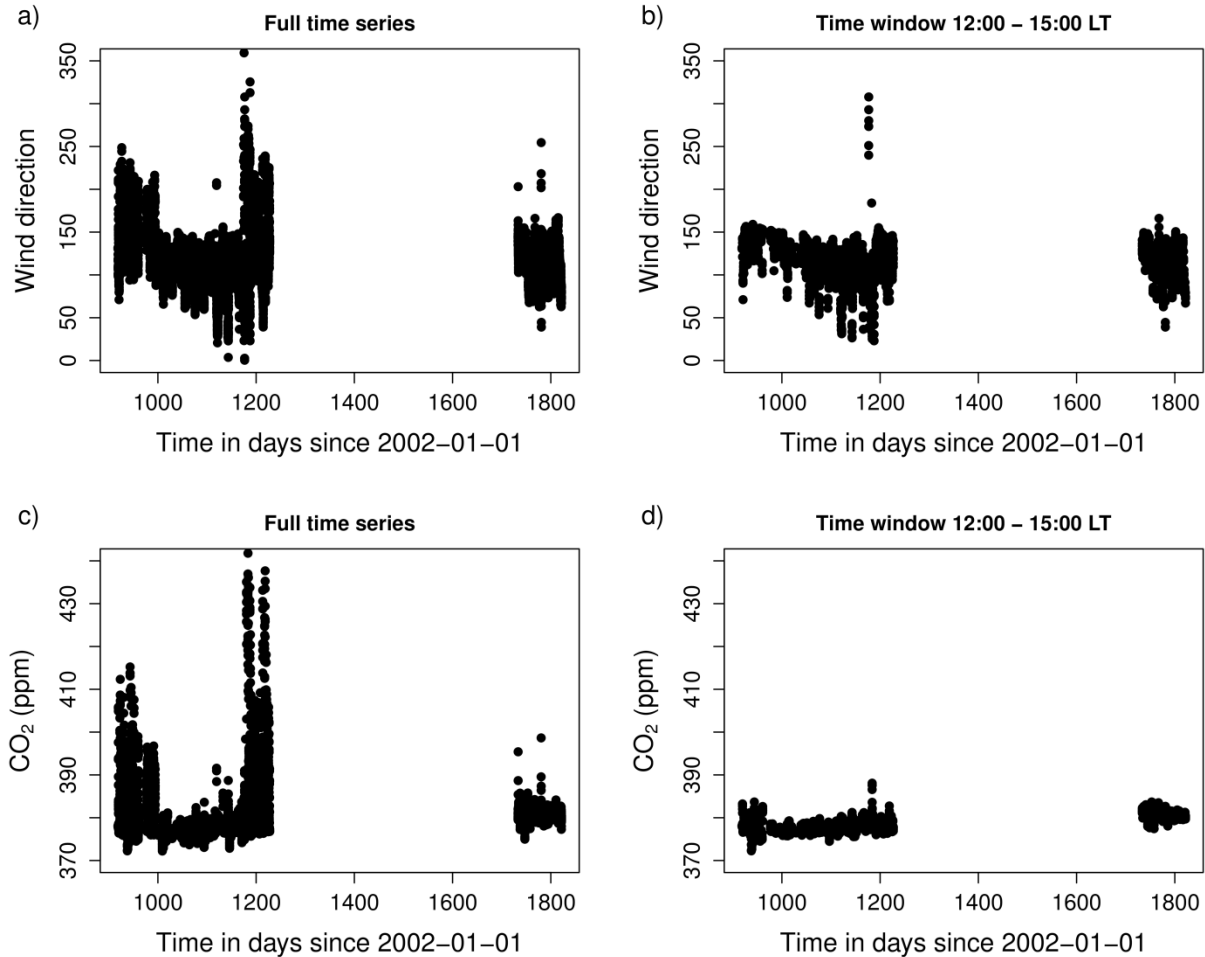 a)
Full time series
Wind direction
0
50
150
250
350
1000
1200
1400
1600
1800
Time in days since 2002−01−01
b)
Time window 12:00 − 15:00 LT
Wind direction
0
50
150
250
350
1000
1200
1400
1600
1800
Time in days since 2002−01−01
c)
Full time series
CO₂ (ppm)
370
390
410
430
1000
1200
1400
1600
1800
Time in days since 2002−01−01
d)
Time window 12:00 − 15:00 LT
CO₂ (ppm)
370
390
410
430
1000
1200
1400
1600
1800
Time in days since 2002−01−01